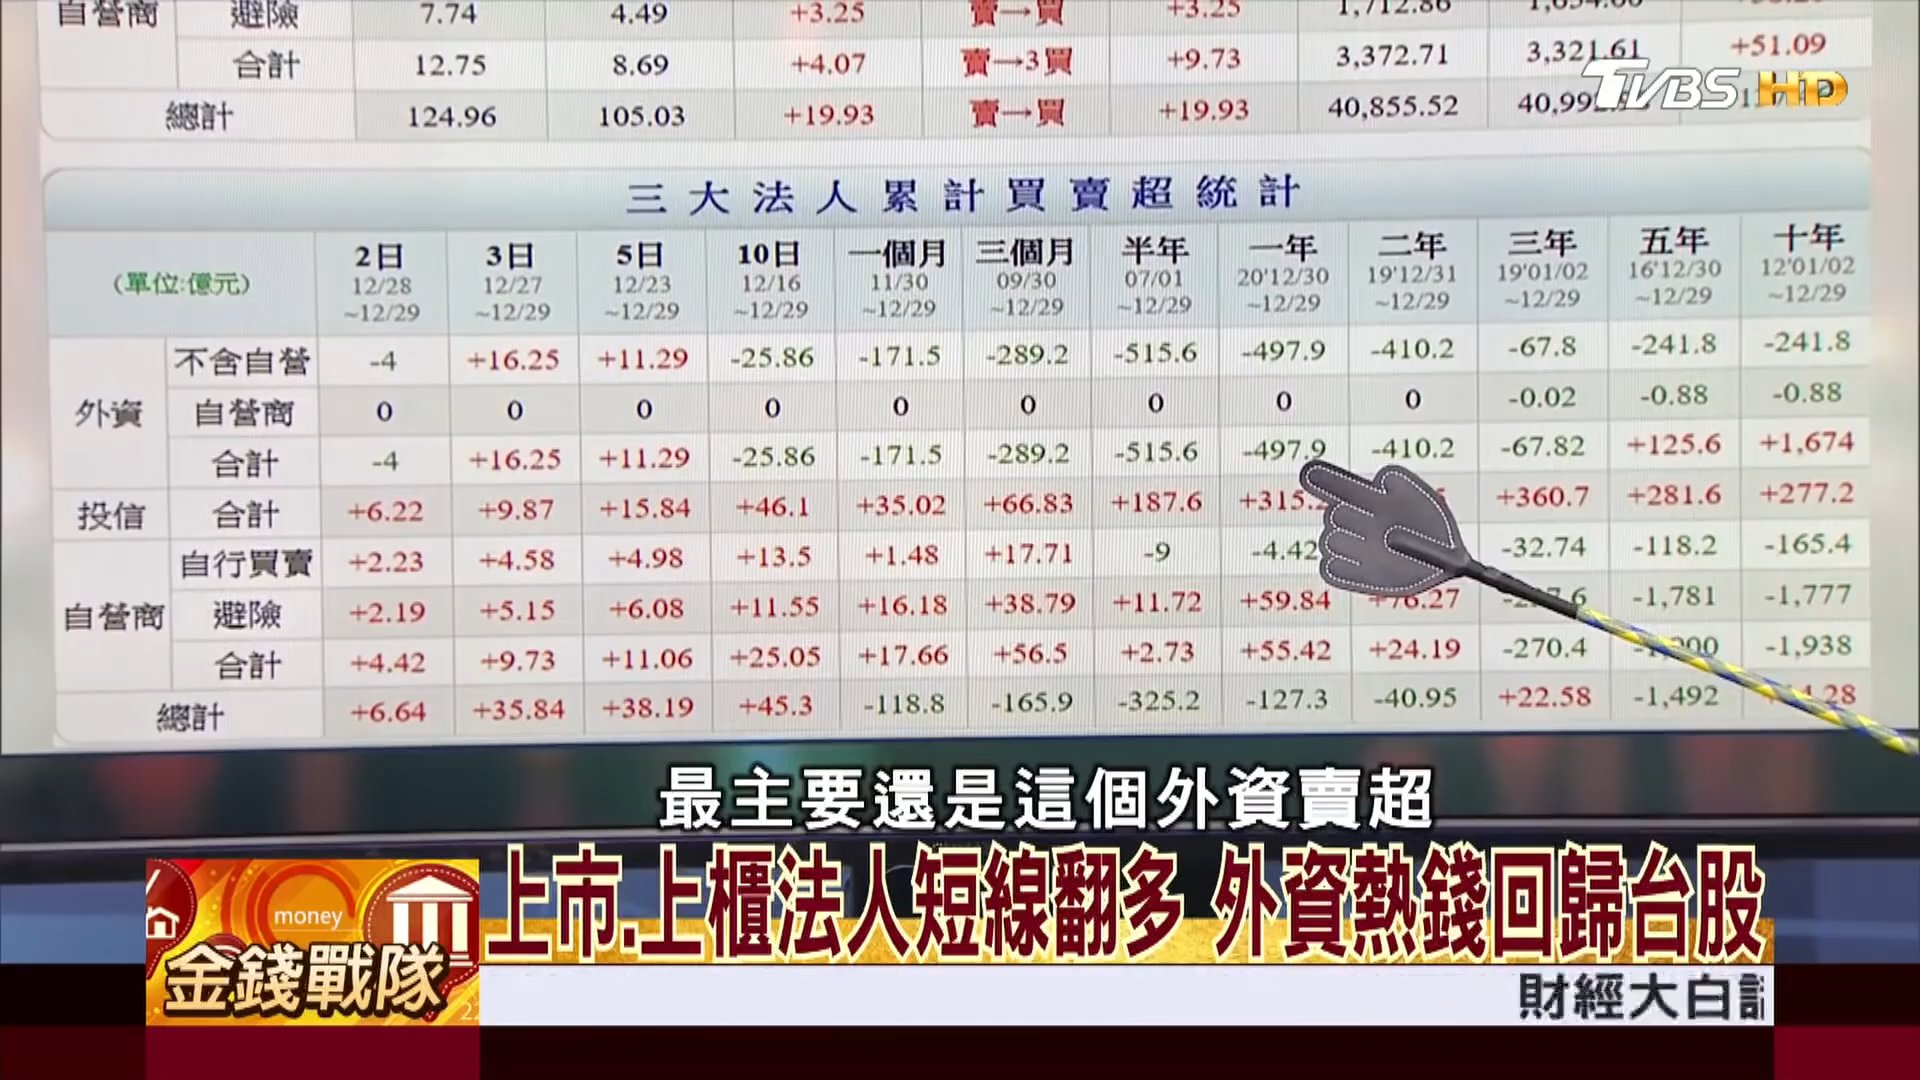 自營商 避險 7.74 4.49 +3.25 賣→買 +3.25 1,712.86
合計 12.75 8.69 +4.07 賣→3買 +9.73 3,372.71 3,321.61 +51.09
總計 124.96 105.03 +19.93 賣→買 +19.93 40,855.52
TVBS HD
三大法人累計買賣超統計
(單位:億元) 2日 3日 5日 10日 一個月 三個月 半年 一年 二年 三年 五年 十年
12/28 12/27 12/23 12/16 11/30 09/30 07/01 20'12/30 19'12/31 19'01/02 16'12/30 12'01/02
~12/29 ~12/29 ~12/29 ~12/29 ~12/29 ~12/29 ~12/29 ~12/29 ~12/29 ~12/29 ~12/29 ~12/29
外資 不含自營 -4 +16.25 +11.29 -25.86 -171.5 -289.2 -515.6 -497.9 -410.2 -67.8 -241.8 -241.8
自營商 0 0 0 0 0 0 0 0 0 -0.02 -0.88 -0.88
合計 -4 +16.25 +11.29 -25.86 -171.5 -289.2 -515.6 -497.9 -410.2 -67.82 +125.6 +1,674
投信 合計 +6.22 +9.87 +15.84 +46.1 +35.02 +66.83 +187.6 +360.7 +281.6 +277.2
自營商 自行買賣 +2.23 +4.58 +4.98 +13.5 +1.48 +17.71 -9 -4.42 -32.74 -118.2 -165.4
避險 +2.19 +5.15 +6.08 +11.55 +16.18 +38.79 +11.72 +59.84 +76.27 -1,781 -1,777
合計 +4.42 +9.73 +11.06 +25.05 +17.66 +56.5 +2.73 +55.42 +24.19 -270.4 -1,938
總計 +6.64 +35.84 +38.19 +45.3 -118.8 -165.9 -325.2 -127.3 -40.95 +22.58 -1,492
最主要還是這個外資賣超
上市.上櫃法人短線翻多 外資熱錢回歸台股
money
金錢戰隊
財經大白